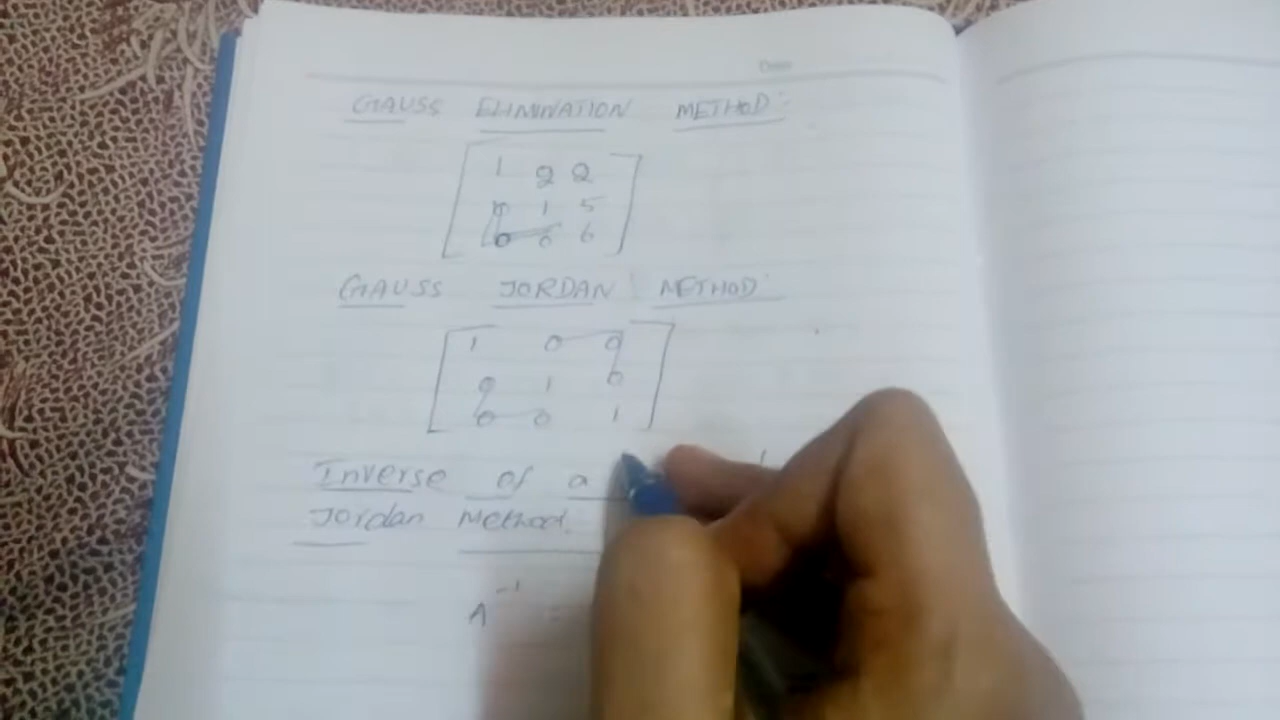 GAUSS ELIMINATION METHOD:
1 2 2
0 1 5
0 0 6
GAUSS JORDAN METHOD:
1 0 0
0 1 0
0 0 1
Inverse of a
Jordan Method.
A⁻¹ =